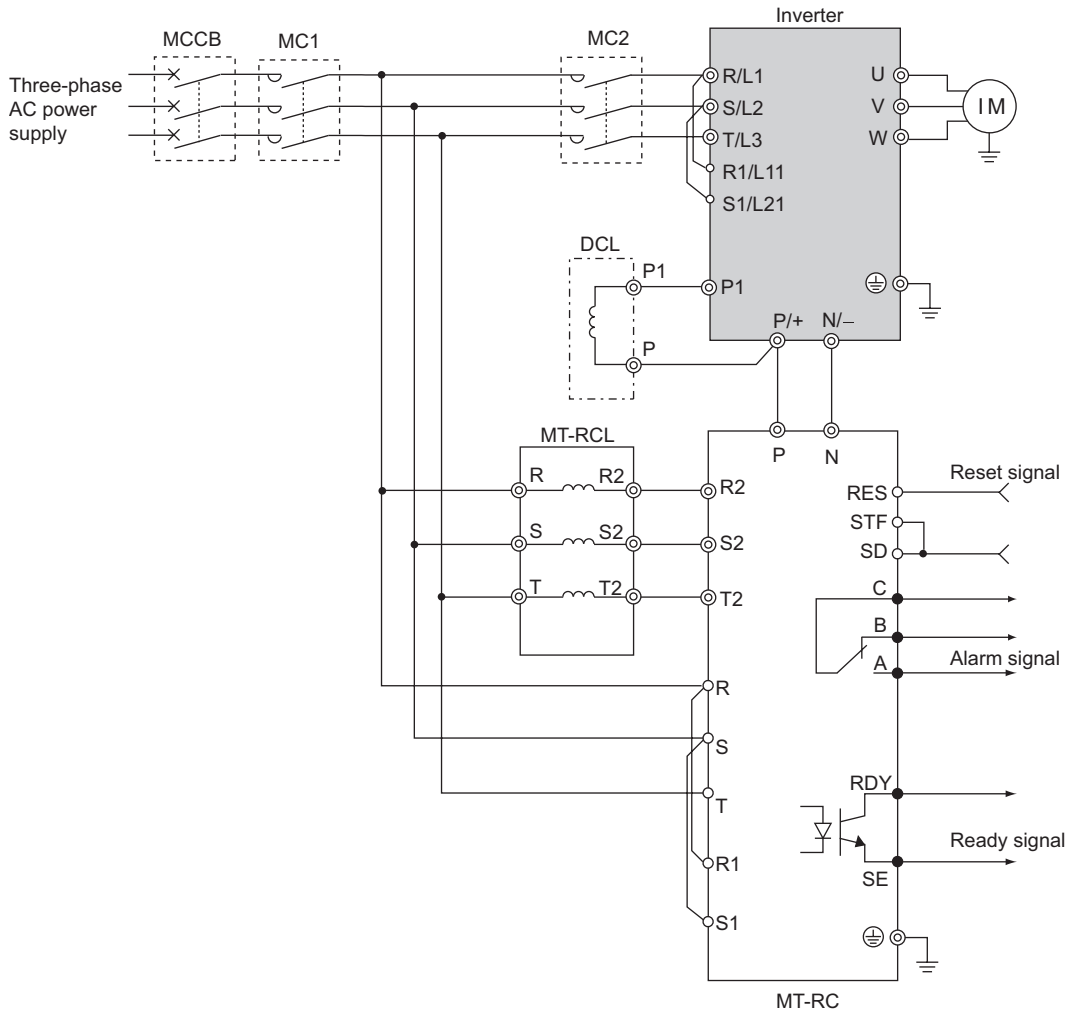 Inverter
MCCB
MC1
MC2
Three-phase
AC power
supply
R/L1
S/L2
T/L3
R1/L11
S1/L21
U
V
W
IM
DCL
P1
P
P1
P/+
N/−
MT-RCL
R
R2
S
S2
T
T2
P
N
R2
S2
T2
R
S
T
R1
S1
RES
STF
SD
C
B
A
RDY
SE
Reset signal
Alarm signal
Ready signal
MT-RC